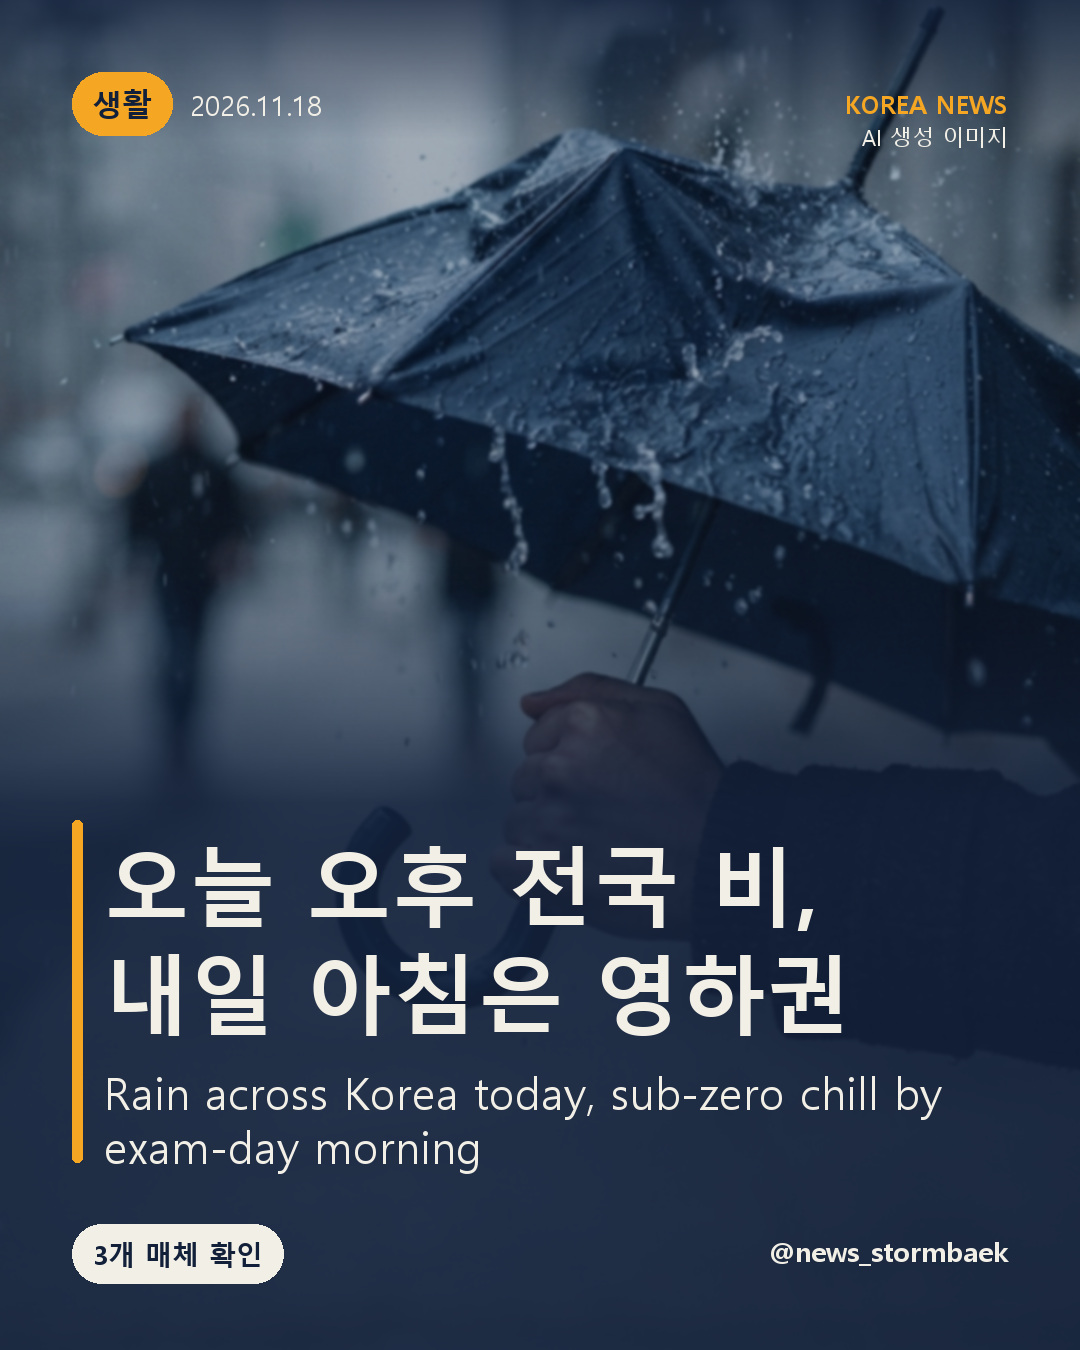 생활
2026.11.18
KOREA NEWS
AI 생성 이미지
오늘 오후 전국 비,
내일 아침은 영하권
Rain across Korea today, sub-zero chill by
exam-day morning
3개 매체 확인
@news_stormbaek